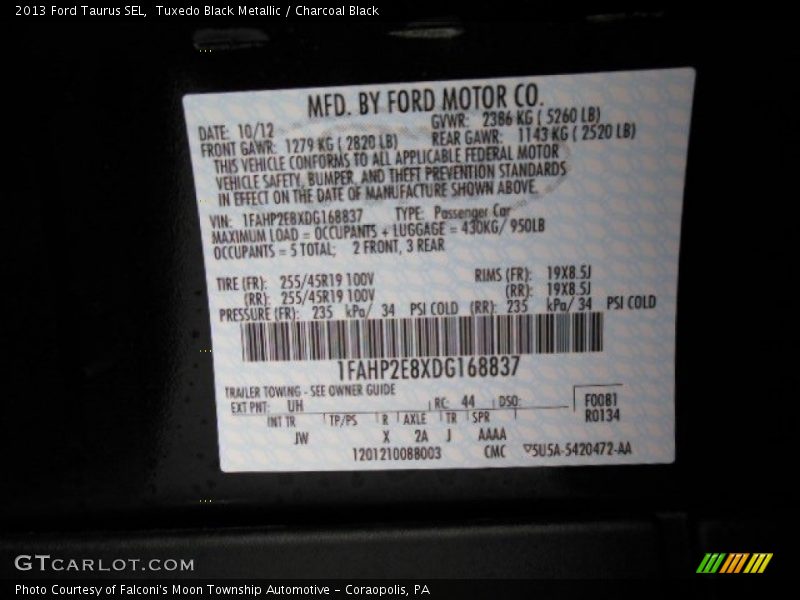 2013 Ford Taurus SEL, Tuxedo Black Metallic / Charcoal Black
MFD. BY FORD MOTOR CO.
DATE: 10/12 GVWR: 2386 KG ( 5260 LB)
FRONT GAWR: 1279 KG ( 2820 LB) REAR GAWR: 1143 KG ( 2520 LB)
THIS VEHICLE CONFORMS TO ALL APPLICABLE FEDERAL MOTOR
VEHICLE SAFETY, BUMPER, AND THEFT PREVENTION STANDARDS
IN EFFECT ON THE DATE OF MANUFACTURE SHOWN ABOVE.
VIN: 1FAHP2E8XDG168837 TYPE: Passenger Car
MAXIMUM LOAD = OCCUPANTS + LUGGAGE = 430KG/ 950LB
OCCUPANTS = 5 TOTAL; 2 FRONT, 3 REAR
TIRE (FR): 255/45R19 100V RIMS (FR): 19X8.5J
(RR): 255/45R19 100V (RR): 19X8.5J
PRESSURE (FR): 235 kPa/ 34 PSI COLD (RR): 235 kPa/ 34 PSI COLD
1FAHP2E8XDG168837
TRAILER TOWING - SEE OWNER GUIDE
EXT PNT: UH RC: 44 DSO: F0081
R0134
INT TR TP/PS R AXLE TR SPR
JW X 2A J AAAA
1201210088003 CMC ▽5U5A-5420472-AA
GTCARLOT.COM
Photo Courtesy of Falconi's Moon Township Automotive - Coraopolis, PA